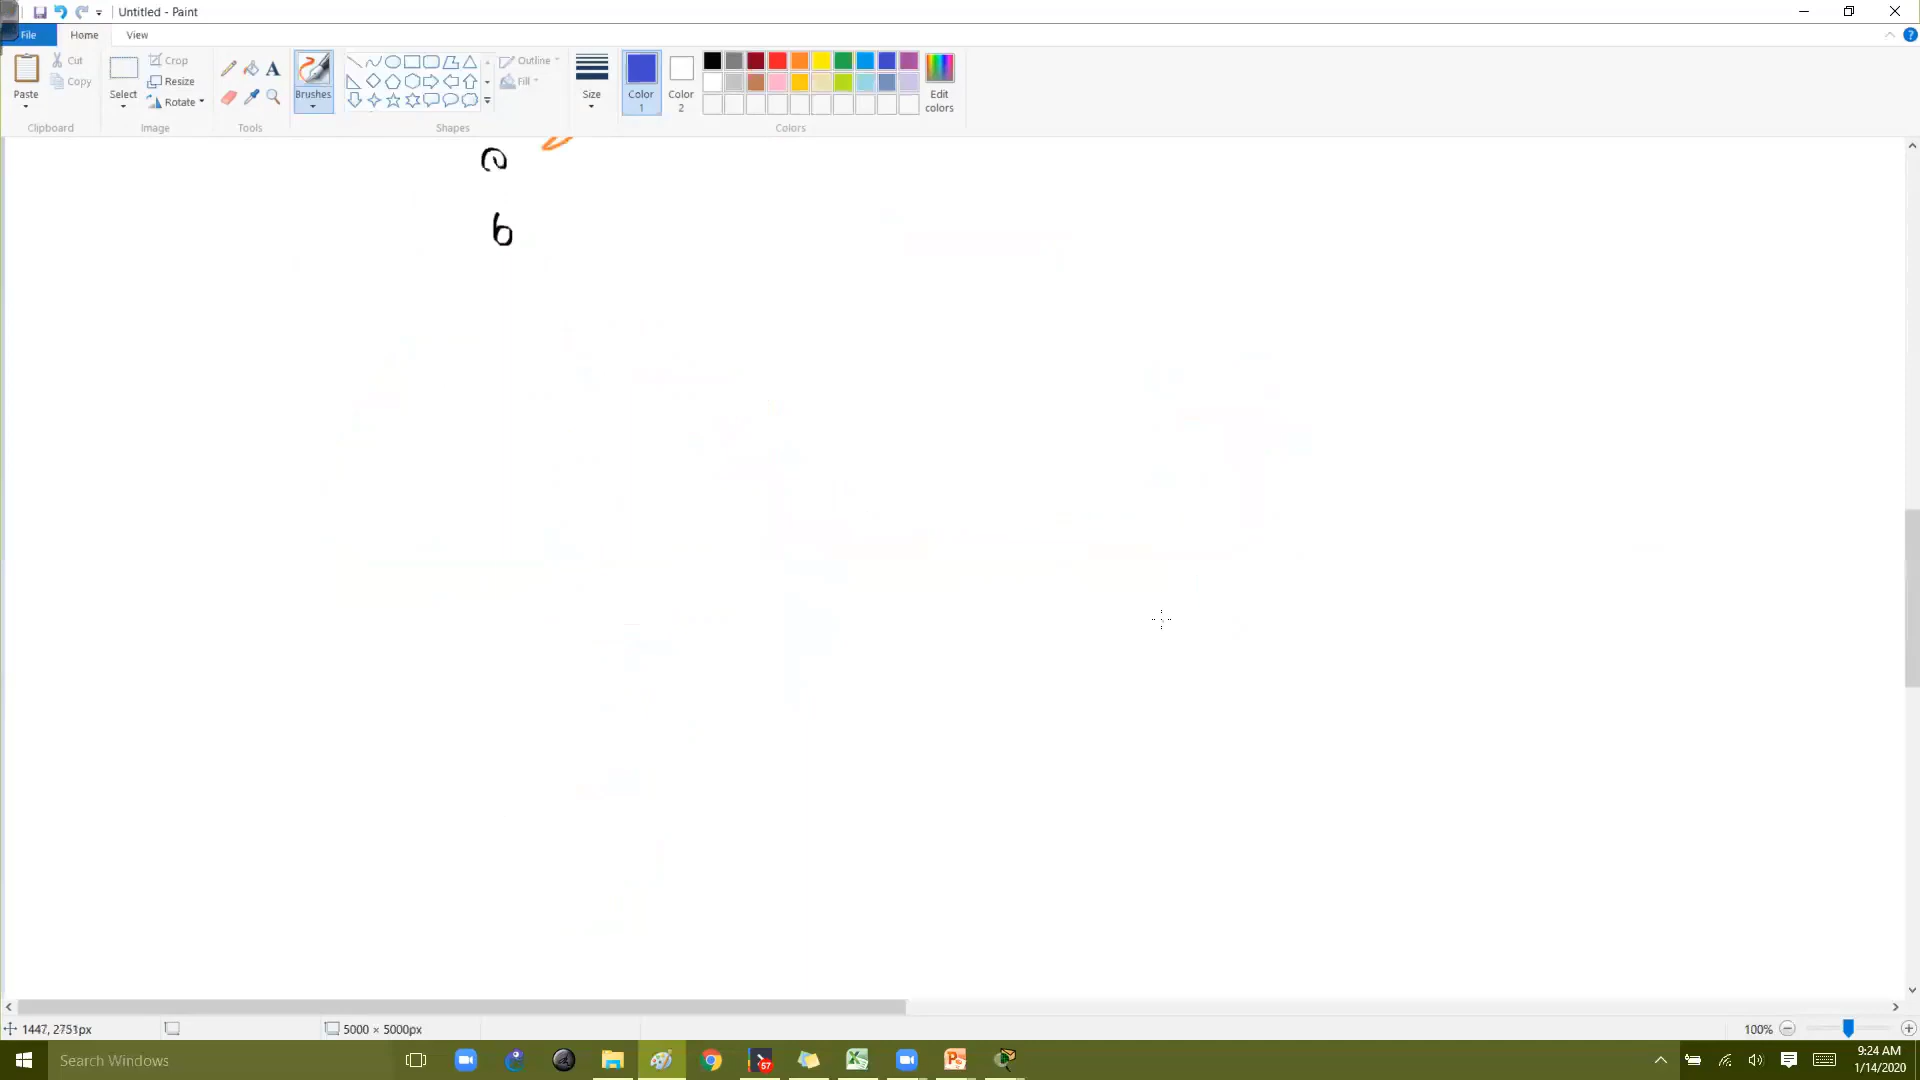 Untitled - Paint
File Home View
Paste
Cut
Copy
Clipboard
Select
Crop
Resize
Rotate
Image
Tools
Brushes
Shapes
Outline
Fill
Size
Color 1
Color 2
Edit colors
Colors
a
b
1447, 2751px
5000 × 5000px
100%
Search Windows
57
9:24 AM
1/14/2020